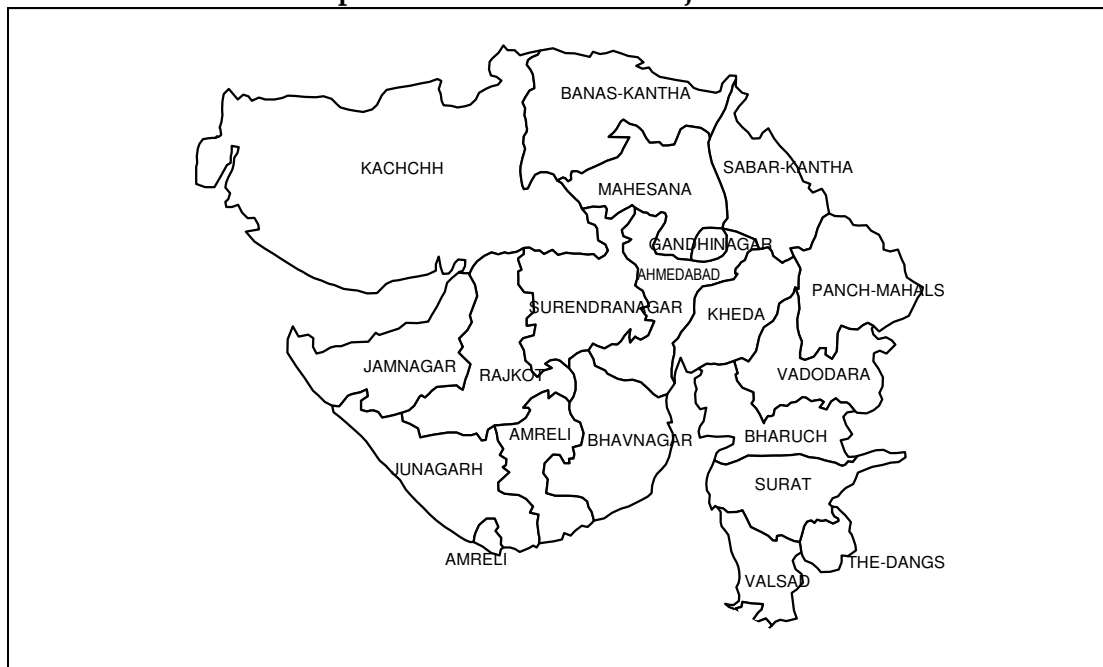 BANAS-KANTHA
KACHCHH
SABAR-KANTHA
MAHESANA
GANDHINAGAR
AHMEDABAD
PANCH-MAHALS
SURENDRANAGAR
KHEDA
JAMNAGAR
RAJKOT
VADODARA
AMRELI
BHAVNAGAR
BHARUCH
JUNAGARH
SURAT
AMRELI
THE-DANGS
VALSAD